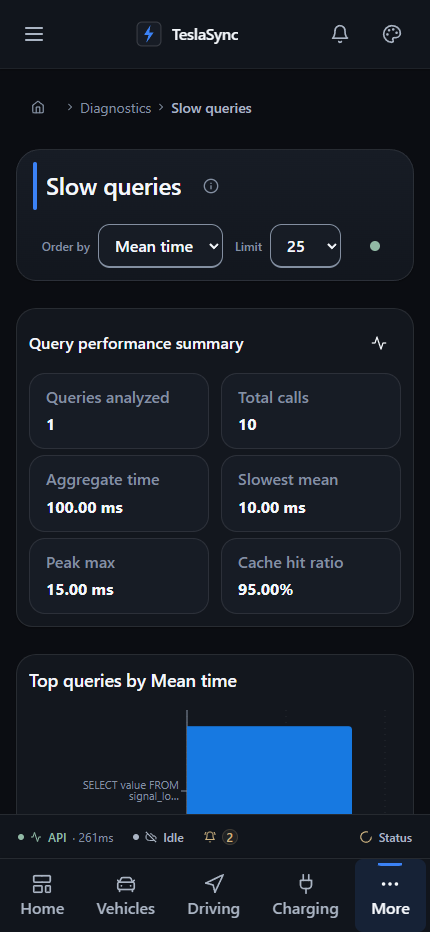 TeslaSync
Diagnostics
Slow queries
Slow queries
Order by
Mean time
Limit
25
Query performance summary
Queries analyzed
1
Total calls
10
Aggregate time
100.00 ms
Slowest mean
10.00 ms
Peak max
15.00 ms
Cache hit ratio
95.00%
Top queries by Mean time
SELECT value FROM
signal_lo...
API · 261ms
Idle
2
Status
Home
Vehicles
Driving
Charging
More